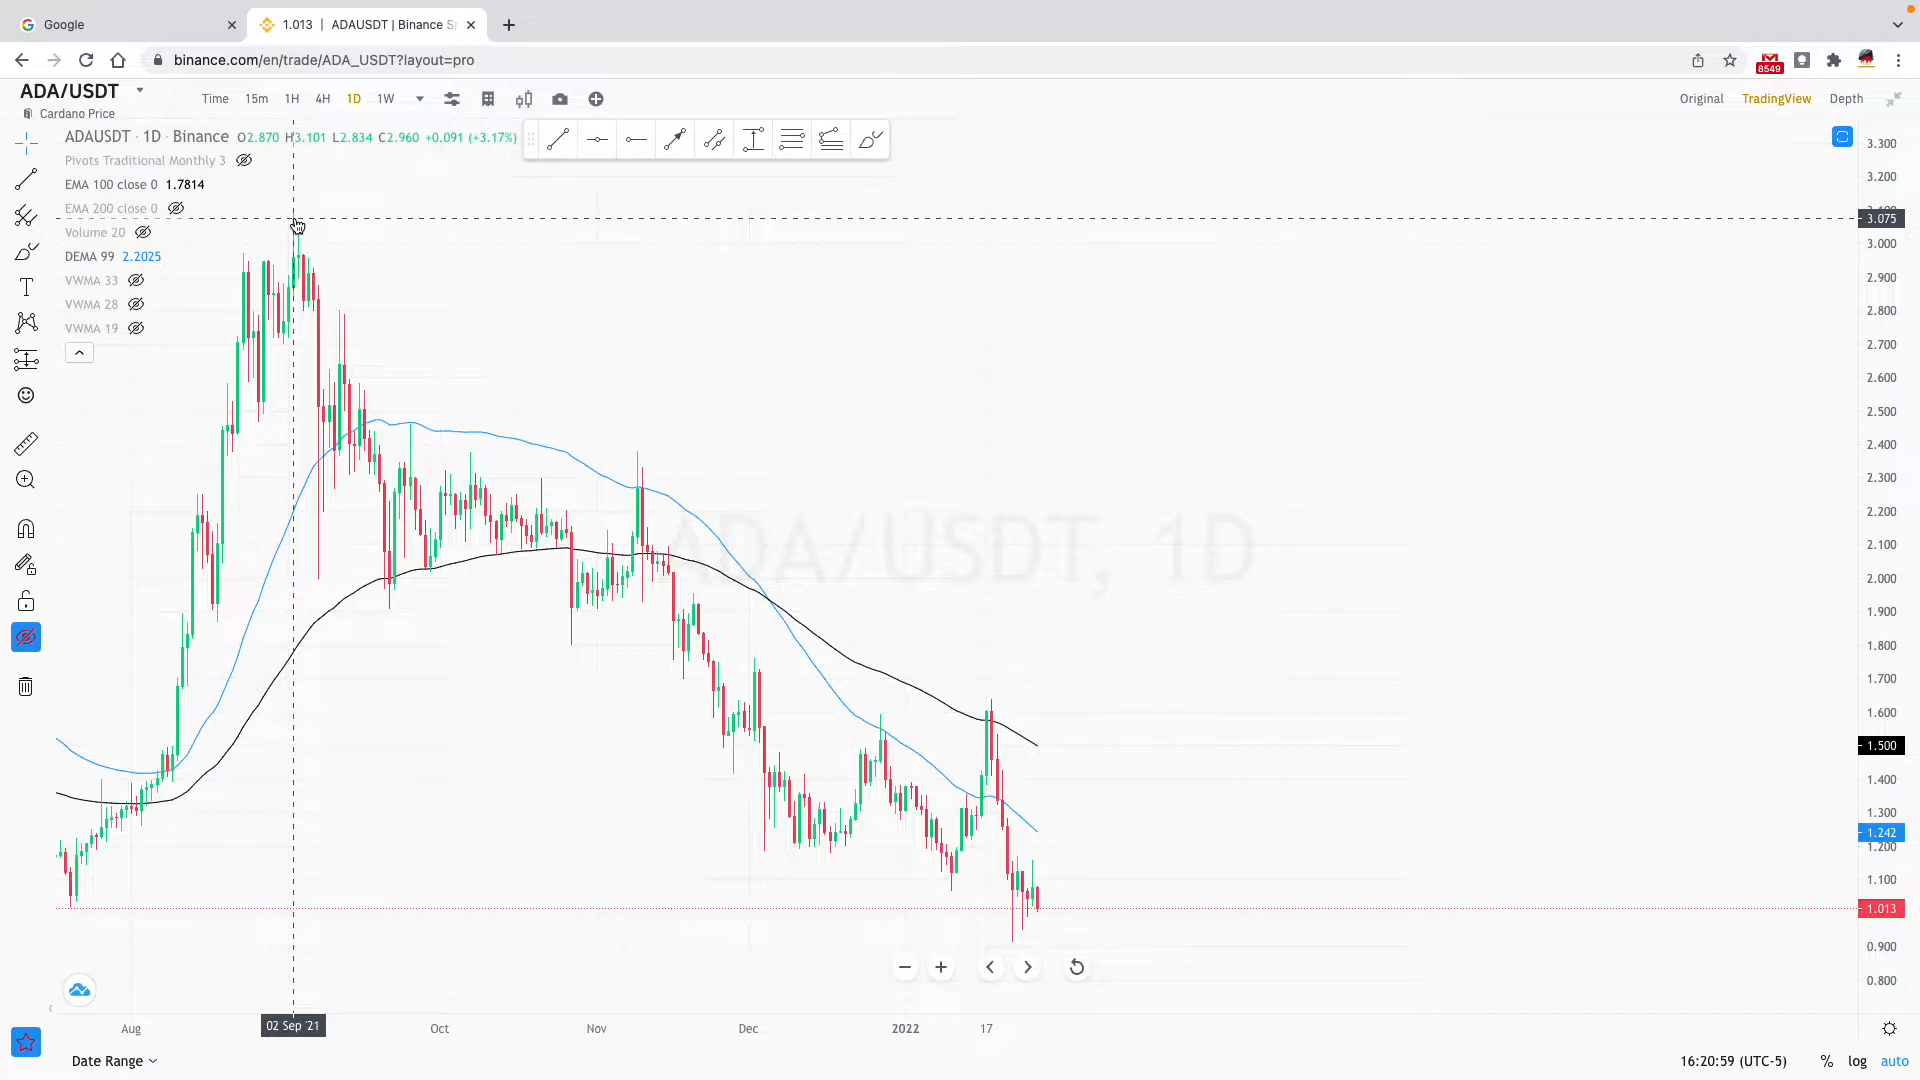 Google
1.013 | ADAUSDT | Binance S
binance.com/en/trade/ADA_USDT?layout=pro
8549
ADA/USDT
Cardano Price
Time 15m 1H 4H 1D 1W
Original TradingView Depth
ADAUSDT · 1D · Binance O2.870 H3.101 L2.834 C2.960 +0.091 (+3.17%)
Pivots Traditional Monthly 3
EMA 100 close 0 1.7814
EMA 200 close 0
Volume 20
DEMA 99 2.2025
VWMA 33
VWMA 28
VWMA 19
ADA/USDT, 1D
3.300
3.200
3.075
3.000
2.900
2.800
2.700
2.600
2.500
2.400
2.300
2.200
2.100
2.000
1.900
1.800
1.700
1.600
1.500
1.400
1.300
1.242
1.200
1.100
1.013
0.900
0.800
Aug 02 Sep '21 Oct Nov Dec 2022 17
Date Range
16:20:59 (UTC-5) % log auto